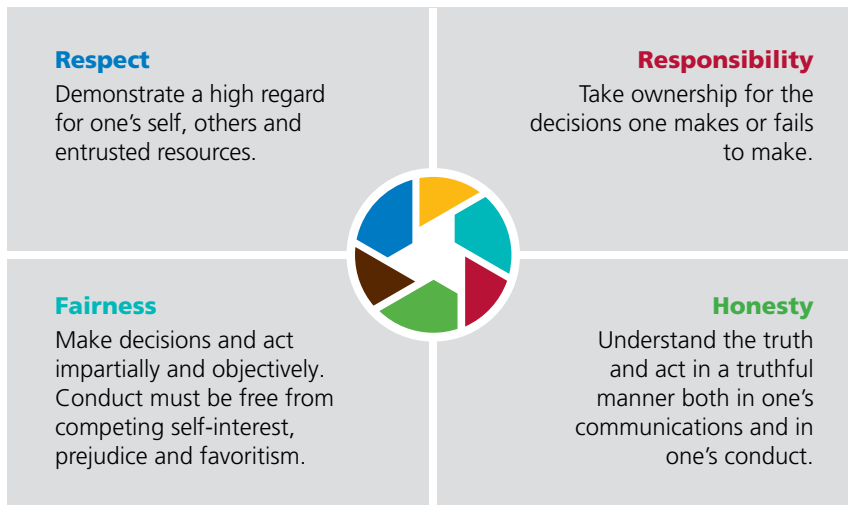 Respect
Demonstrate a high regard
for one's self, others and
entrusted resources.
Responsibility
Take ownership for the
decisions one makes or fails
to make.
Fairness
Make decisions and act
impartially and objectively.
Conduct must be free from
competing self-interest,
prejudice and favoritism.
Honesty
Understand the truth
and act in a truthful
manner both in one's
communications and in
one's conduct.